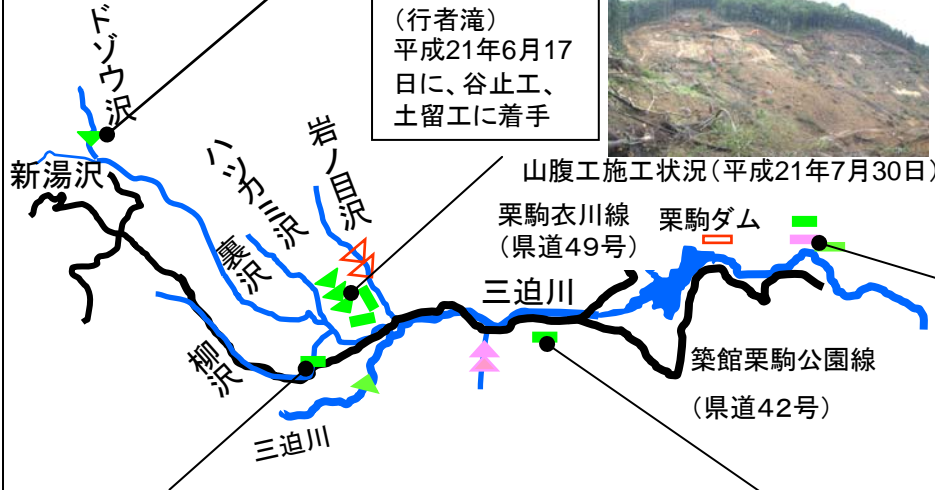 （行者滝）
平成21年6月17
日に、谷止工、
土留工に着手
山腹工施工状況（平成21年7月30日）
ドゾウ沢
新湯沢
裏沢
ハツカ三沢
岩ノ目沢
栗駒衣川線
（県道49号）
栗駒ダム
三迫川
柳沢
築館栗駒公園線
（県道42号）
三迫川